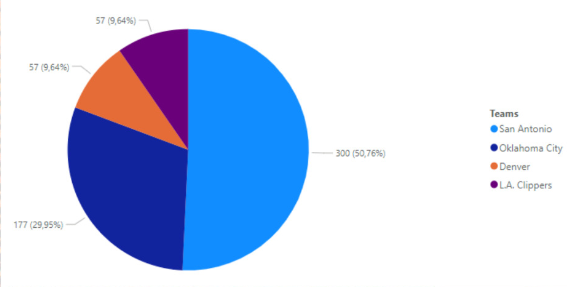 57 (9,64%)
57 (9,64%)
300 (50,76%)
177 (29,95%)
Teams
San Antonio
Oklahoma City
Denver
L.A. Clippers